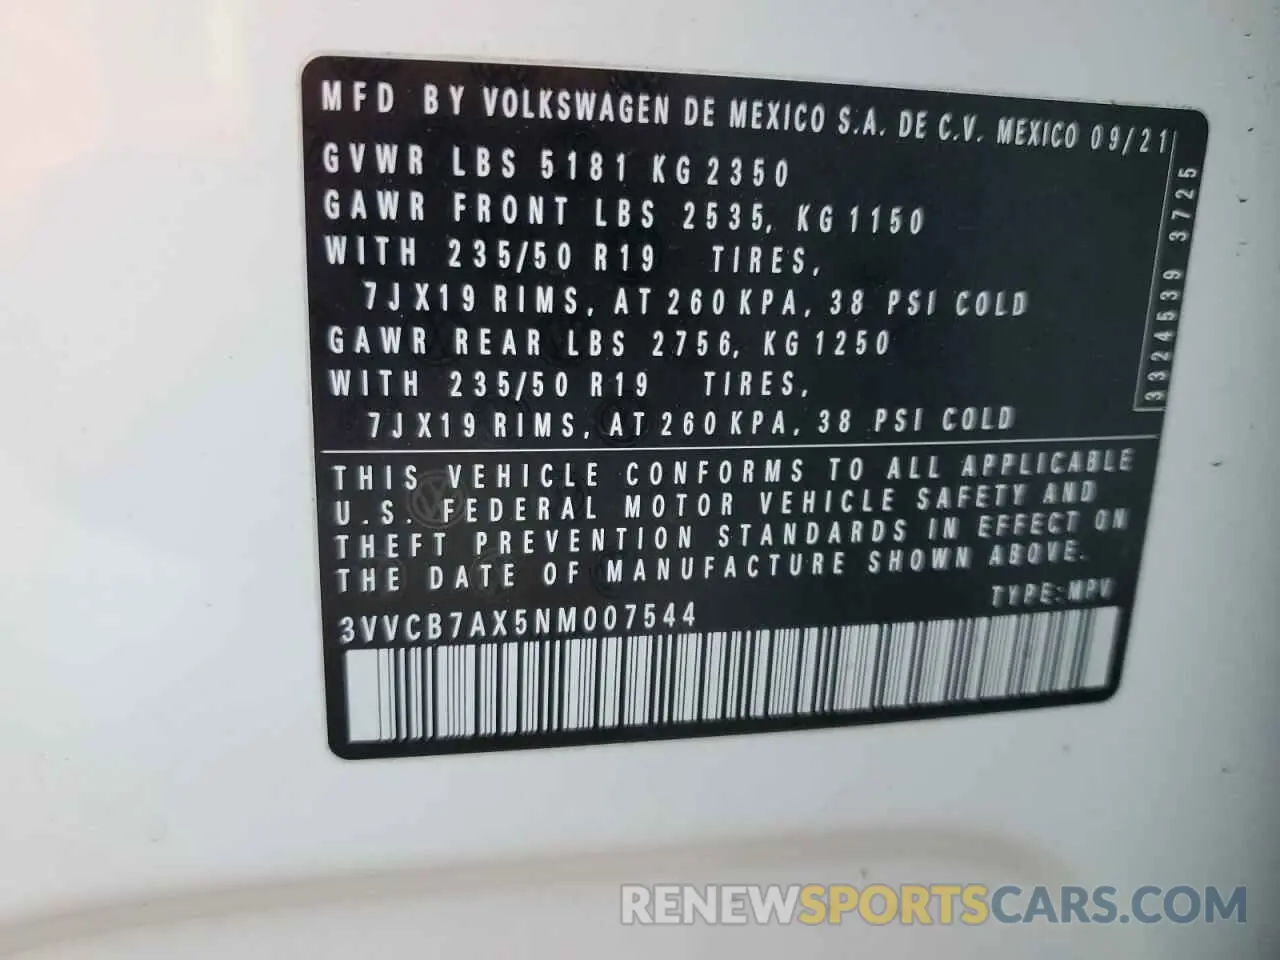 MFD BY VOLKSWAGEN DE MEXICO S.A. DE C.V. MEXICO 09/21
GVWR LBS 5181 KG 2350
GAWR FRONT LBS 2535, KG 1150
WITH 235/50 R19 TIRES,
7JX19 RIMS, AT 260 KPA, 38 PSI COLD
GAWR REAR LBS 2756, KG 1250
WITH 235/50 R19 TIRES,
7JX19 RIMS, AT 260 KPA, 38 PSI COLD
3324539 3725
THIS VEHICLE CONFORMS TO ALL APPLICABLE
U.S. FEDERAL MOTOR VEHICLE SAFETY AND
THEFT PREVENTION STANDARDS IN EFFECT ON
THE DATE OF MANUFACTURE SHOWN ABOVE.
TYPE: MPV
3VVCB7AX5NM007544
RENEWSPORTSCARS.COM